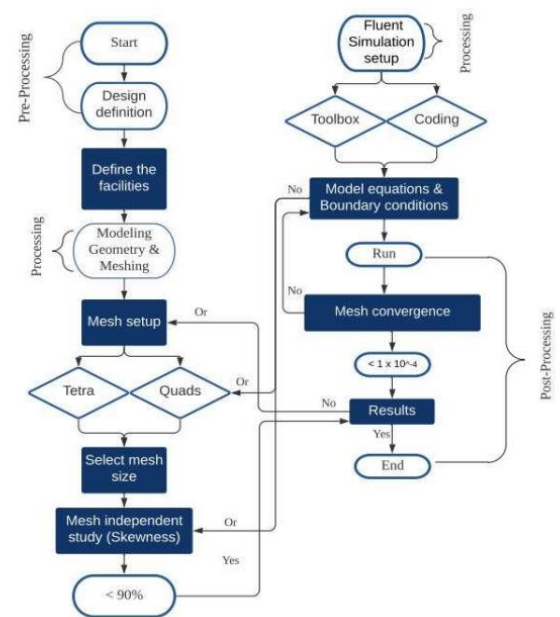 Pre-Processing
Start
Design
definition
Define the
facilities
Processing
Modeling
Geometry &
Meshing
Mesh setup
Or
Tetra
Quads
Or
Select mesh
size
Mesh independent
study (Skewness)
Or
Yes
< 90%
Fluent
Simulation
setup
Processing
Toolbox
Coding
No
Model equations &
Boundary conditions
Run
No
Mesh convergence
< 1 x 10^-4
No
Results
Yes
End
Post-Processing